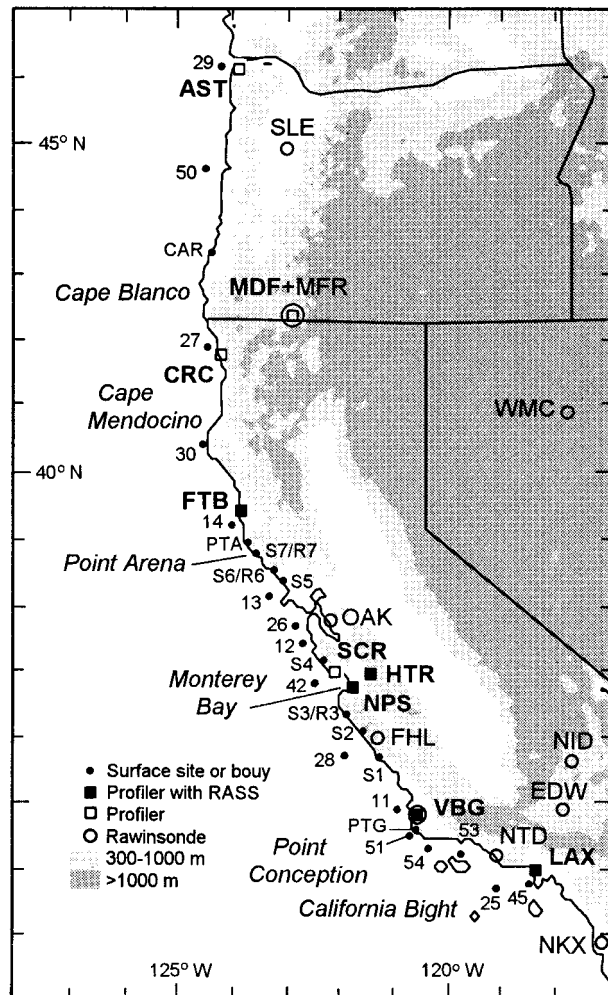 29
AST
SLE
45° N
50
CAR
MDF+MFR
Cape Blanco
27
CRC
Cape
Mendocino
WMC
30
40° N
FTB
14
PTA
S7/R7
Point Arena
S6/R6
S5
13
OAK
26
12
SCR
S4
HTR
Monterey
Bay
42
NPS
S3/R3
S2
FHL
28
S1
NID
EDW
11
VBG
PTG
53
NTD
51
54
LAX
Point
Conception
25
45
California Bight
NKX
Surface site or bouy
Profiler with RASS
Profiler
Rawinsonde
300-1000 m
>1000 m
125° W
120° W